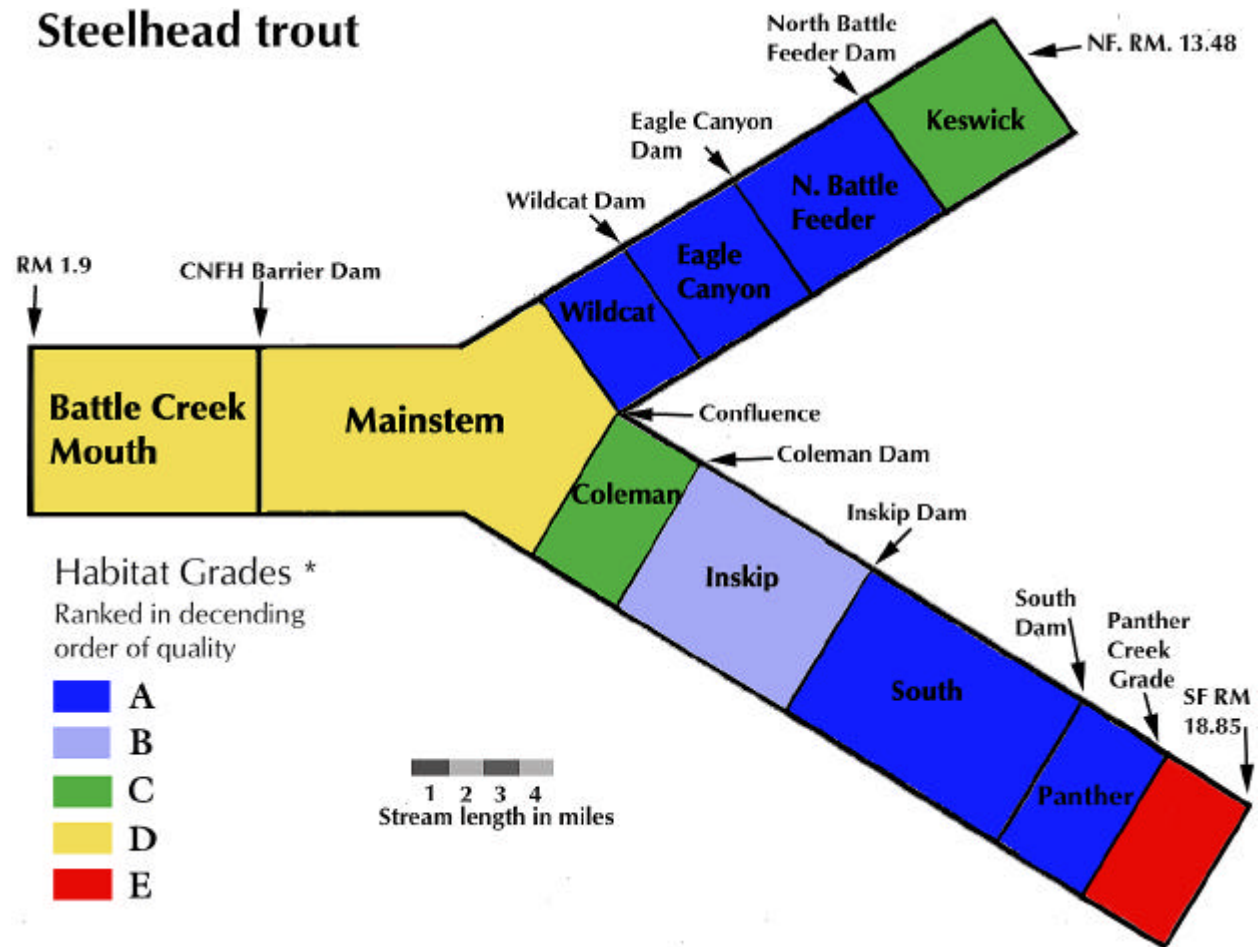 Steelhead trout
North Battle
Feeder Dam
NF. RM. 13.48
Keswick
Eagle Canyon
Dam
N. Battle
Feeder
Wildcat Dam
Eagle
Canyon
RM 1.9
CNFH Barrier Dam
Wildcat
Battle Creek
Mouth
Mainstem
Confluence
Coleman Dam
Coleman
Inskip Dam
Inskip
Habitat Grades *
Ranked in decending
order of quality
South
Dam
Panther
Creek
Grade
SF RM
18.85
South
A
B
C
D
E
1 2 3 4
Stream length in miles
Panther